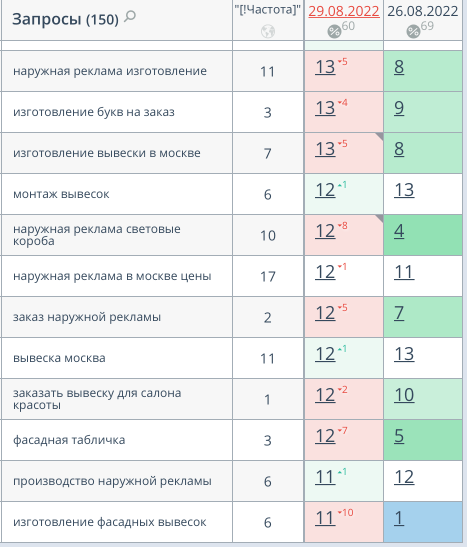 Запросы (150) "[!Частота]" 29.08.2022 26.08.2022
% 60 % 69
наружная реклама изготовление 11 13 5 8
изготовление букв на заказ 3 13 4 9
изготовление вывески в москве 7 13 5 8
монтаж вывесок 6 12 1 13
наружная реклама световые
короба 10 12 8 4
наружная реклама в москве цены 17 12 1 11
заказ наружной рекламы 2 12 5 7
вывеска москва 11 12 1 13
заказать вывеску для салона
красоты 1 12 2 10
фасадная табличка 3 12 7 5
производство наружной рекламы 6 11 1 12
изготовление фасадных вывесок 6 11 10 1